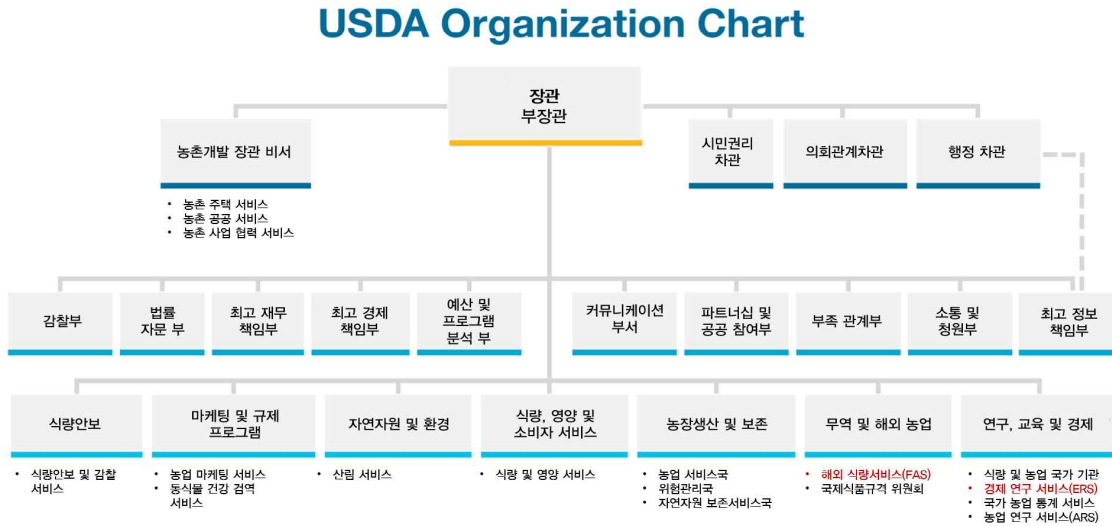 USDA Organization Chart
장관
부장관
농촌개발 장관 비서
시민권리
차관
의회관계차관
행정 차관
• 농촌 주택 서비스
• 농촌 공공 서비스
• 농촌 사업 협력 서비스
감찰부
법률
자문 부
최고 재무
책임부
최고 경제
책임부
예산 및
프로그램
분석 부
커뮤니케이션
부서
파트너십 및
공공 참여부
부족 관계부
소통 및
청원부
최고 정보
책임부
식량안보
마케팅 및 규제
프로그램
자연자원 및 환경
식량, 영양 및
소비자 서비스
농장생산 및 보존
무역 및 해외 농업
연구, 교육 및 경제
• 식량안보 및 감찰
서비스
• 농업 마케팅 서비스
• 동식물 건강 검역
서비스
• 산림 서비스
• 식량 및 영양 서비스
• 농업 서비스국
• 위험관리국
• 자연자원 보존서비스국
• 해외 식량서비스(FAS)
• 국제식품규격 위원회
• 식량 및 농업 국가 기관
• 경제 연구 서비스(ERS)
• 국가 농업 통계 서비스
• 농업 연구 서비스(ARS)